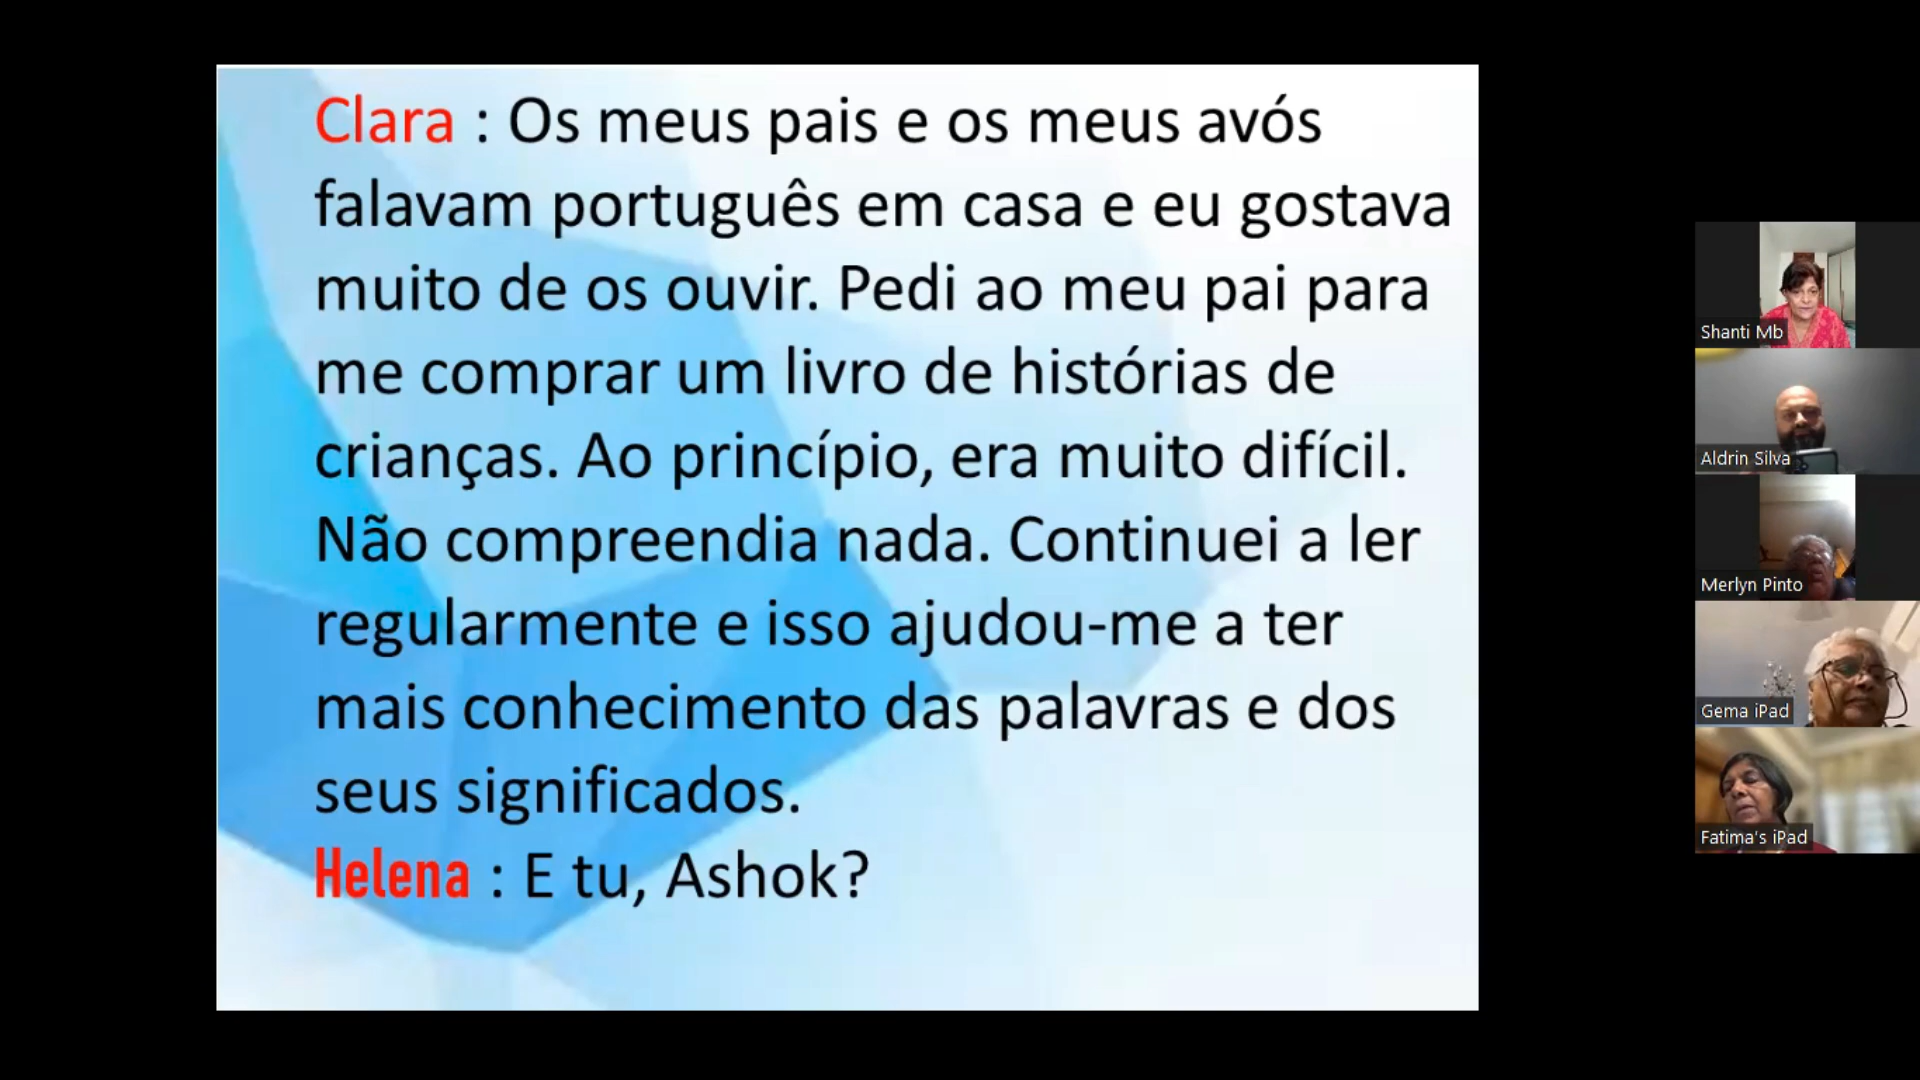 Clara : Os meus pais e os meus avós
falavam português em casa e eu gostava
muito de os ouvir. Pedi ao meu pai para
me comprar um livro de histórias de
crianças. Ao princípio, era muito difícil.
Não compreendia nada. Continuei a ler
regularmente e isso ajudou-me a ter
mais conhecimento das palavras e dos
seus significados.
Helena : E tu, Ashok?
Shanti Mb
Aldrin Silva
Merlyn Pinto
Gema iPad
Fatima's iPad